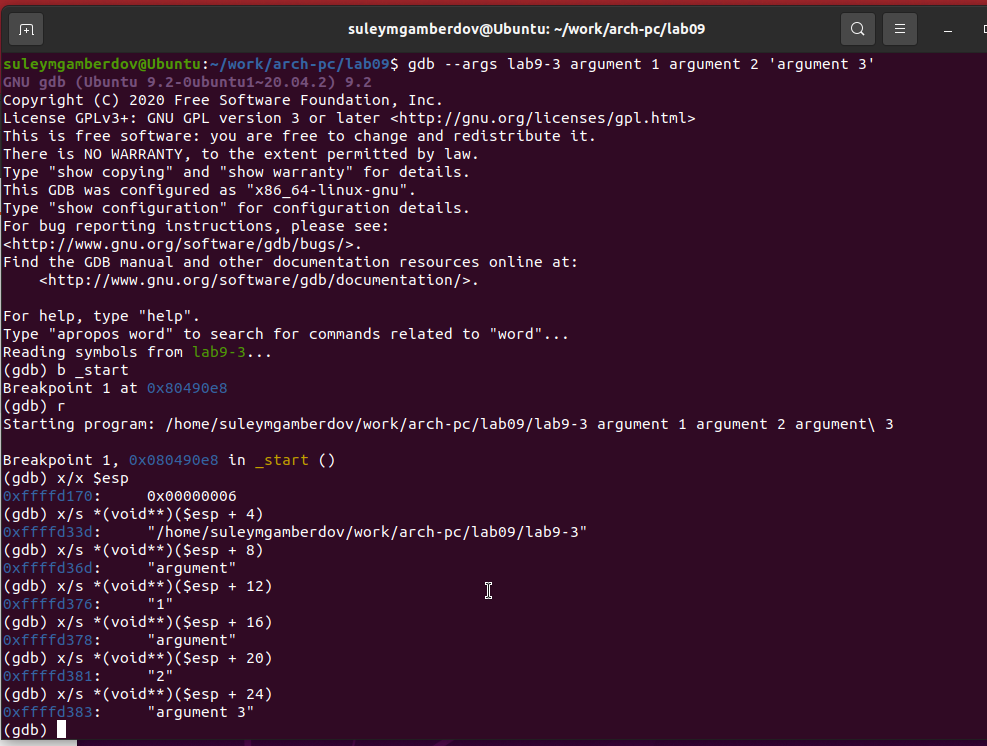 suleymgamberdov@Ubuntu: ~/work/arch-pc/lab09
suleymgamberdov@Ubuntu:~/work/arch-pc/lab09$ gdb --args lab9-3 argument 1 argument 2 'argument 3'
GNU gdb (Ubuntu 9.2-0ubuntu1~20.04.2) 9.2
Copyright (C) 2020 Free Software Foundation, Inc.
License GPLv3+: GNU GPL version 3 or later <http://gnu.org/licenses/gpl.html>
This is free software: you are free to change and redistribute it.
There is NO WARRANTY, to the extent permitted by law.
Type "show copying" and "show warranty" for details.
This GDB was configured as "x86_64-linux-gnu".
Type "show configuration" for configuration details.
For bug reporting instructions, please see:
<http://www.gnu.org/software/gdb/bugs/>.
Find the GDB manual and other documentation resources online at:
    <http://www.gnu.org/software/gdb/documentation/>.
For help, type "help".
Type "apropos word" to search for commands related to "word"...
Reading symbols from lab9-3...
(gdb) b _start
Breakpoint 1 at 0x80490e8
(gdb) r
Starting program: /home/suleymgamberdov/work/arch-pc/lab09/lab9-3 argument 1 argument 2 argument\ 3
Breakpoint 1, 0x080490e8 in _start ()
(gdb) x/x $esp
0xffffd170:     0x00000006
(gdb) x/s *(void**)($esp + 4)
0xffffd33d:     "/home/suleymgamberdov/work/arch-pc/lab09/lab9-3"
(gdb) x/s *(void**)($esp + 8)
0xffffd36d:     "argument"
(gdb) x/s *(void**)($esp + 12)
0xffffd376:     "1"
(gdb) x/s *(void**)($esp + 16)
0xffffd378:     "argument"
(gdb) x/s *(void**)($esp + 20)
0xffffd381:     "2"
(gdb) x/s *(void**)($esp + 24)
0xffffd383:     "argument 3"
(gdb)